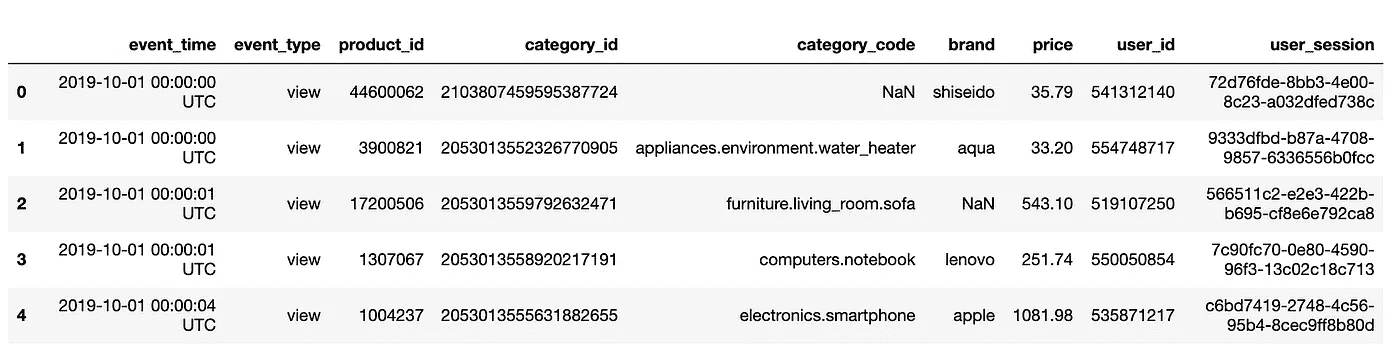 event_time event_type product_id category_id category_code brand price user_id user_session
0 2019-10-01 00:00:00 UTC view 44600062 2103807459595387724 NaN shiseido 35.79 541312140 72d76fde-8bb3-4e00-8c23-a032dfed738c
1 2019-10-01 00:00:00 UTC view 3900821 2053013552326770905 appliances.environment.water_heater aqua 33.20 554748717 9333dfbd-b87a-4708-9857-6336556b0fcc
2 2019-10-01 00:00:01 UTC view 17200506 2053013559792632471 furniture.living_room.sofa NaN 543.10 519107250 566511c2-e2e3-422b-b695-cf8e6e792ca8
3 2019-10-01 00:00:01 UTC view 1307067 2053013558920217191 computers.notebook lenovo 251.74 550050854 7c90fc70-0e80-4590-96f3-13c02c18c713
4 2019-10-01 00:00:04 UTC view 1004237 2053013555631882655 electronics.smartphone apple 1081.98 535871217 c6bd7419-2748-4c56-95b4-8cec9ff8b80d